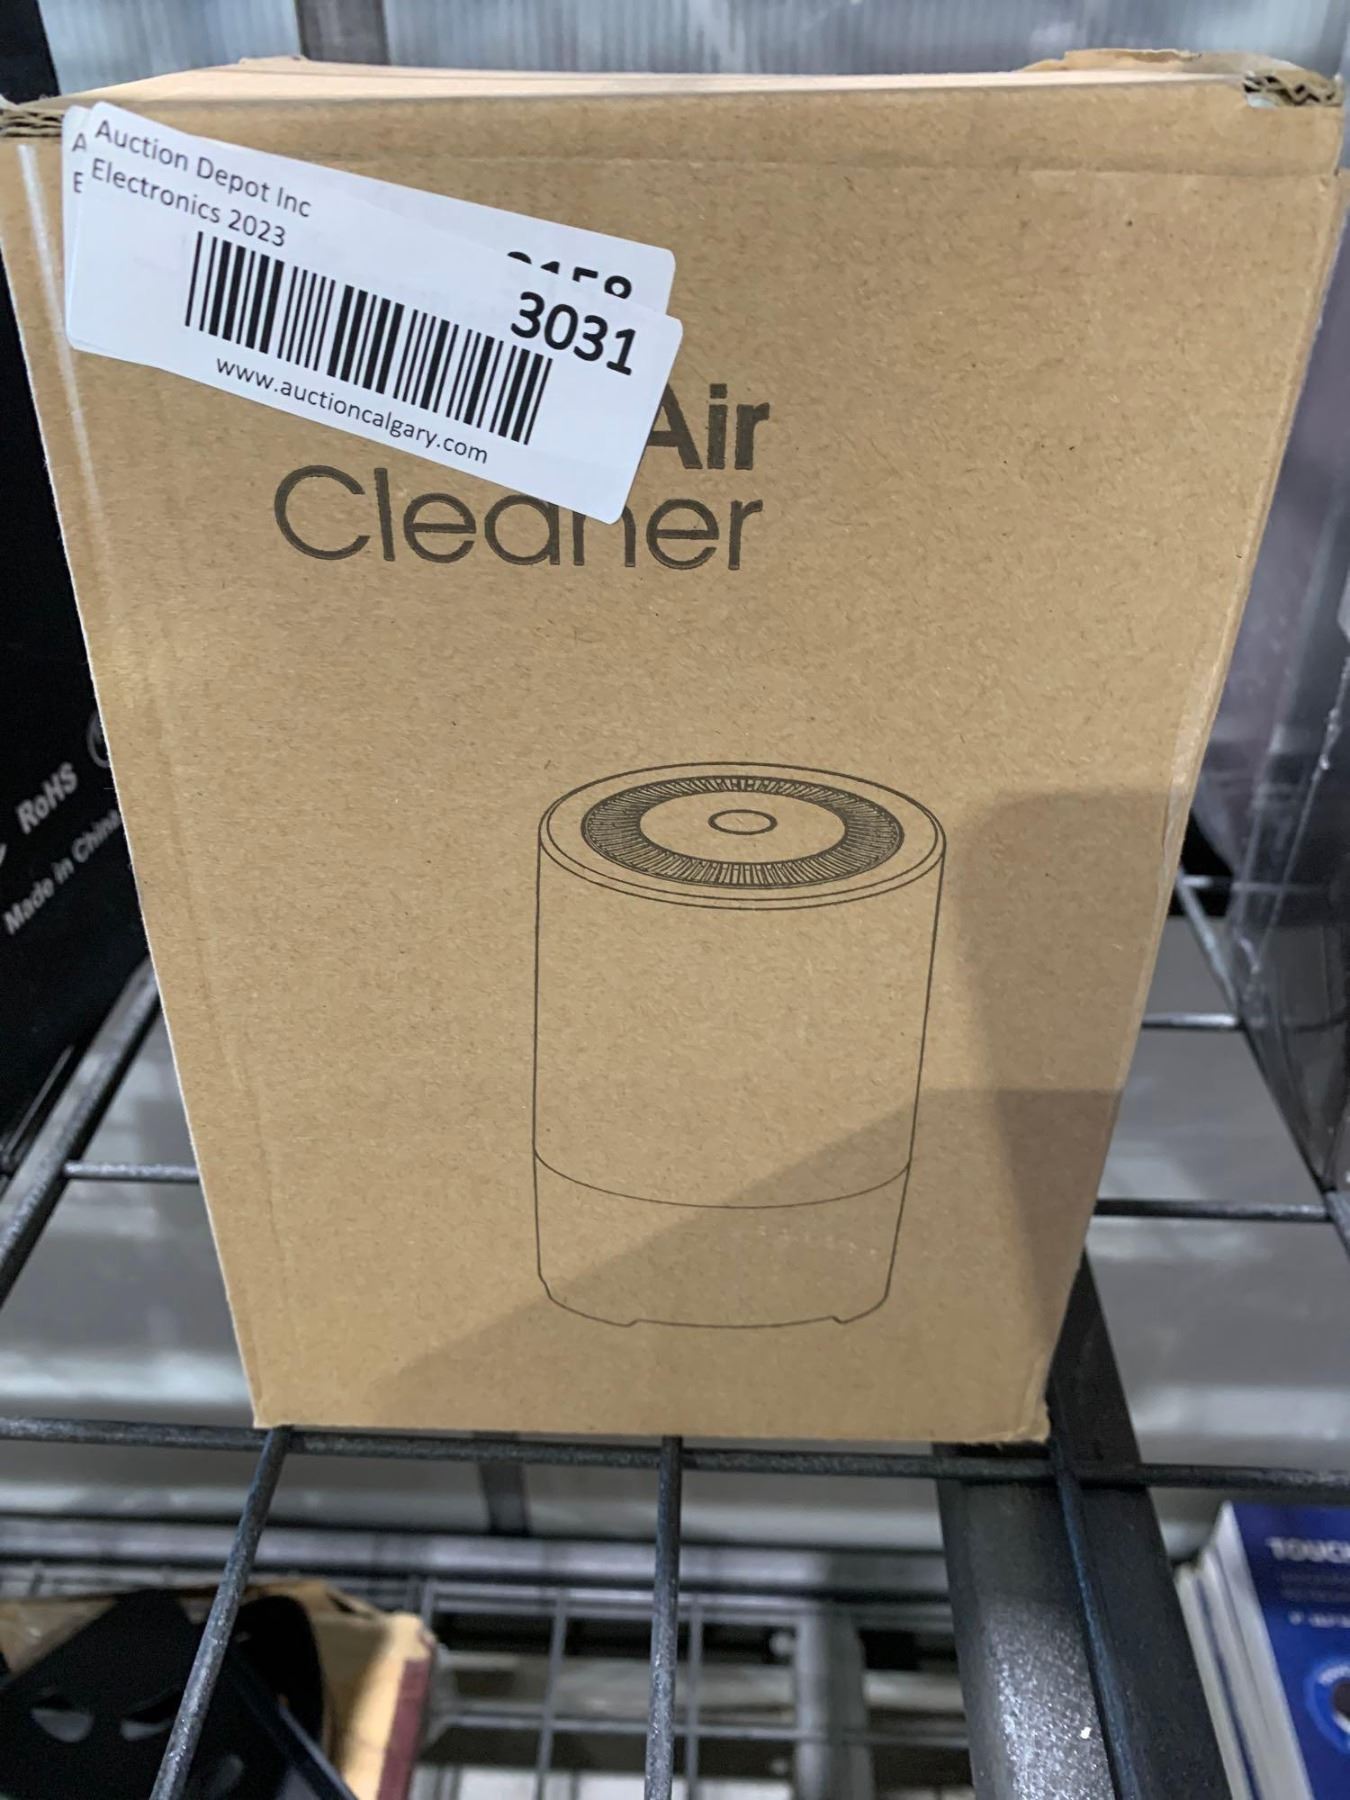 Auction Depot Inc
Electronics 2023
3031
www.auctioncalgary.com
Air
Cleaner
RoHS
Made in China